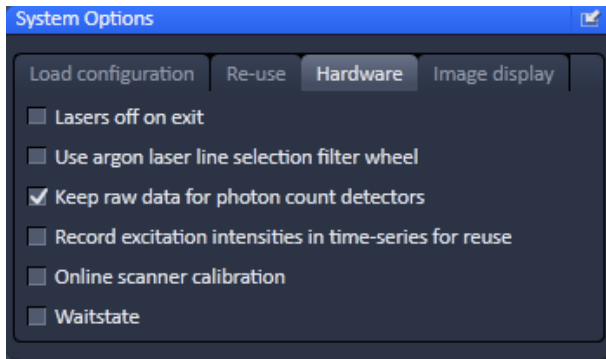 System Options
Load configuration Re-use Hardware Image display
Lasers off on exit
Use argon laser line selection filter wheel
Keep raw data for photon count detectors
Record excitation intensities in time-series for reuse
Online scanner calibration
Waitstate